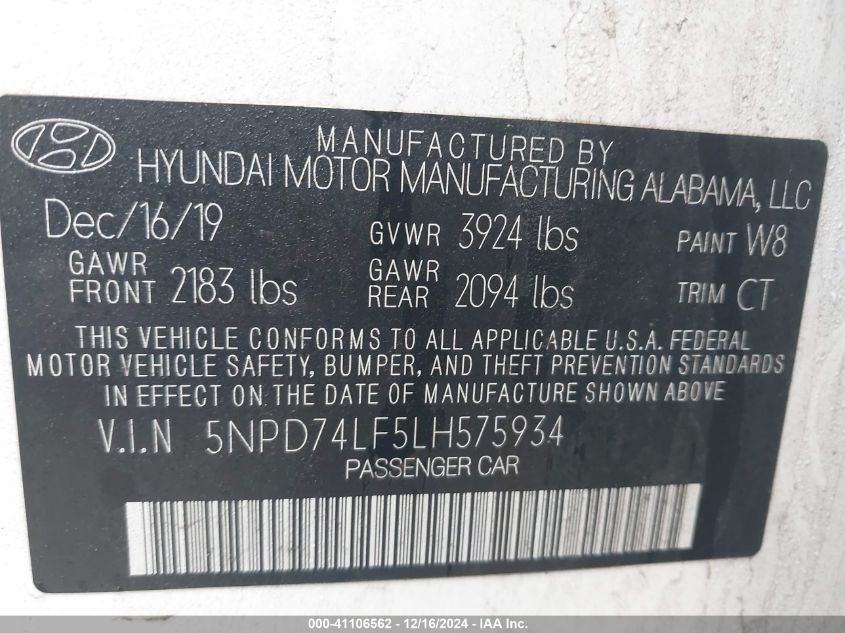 MANUFACTURED BY
HYUNDAI MOTOR MANUFACTURING ALABAMA, LLC
Dec/16/19 GVWR 3924 lbs PAINT W8
GAWR FRONT 2183 lbs GAWR REAR 2094 lbs TRIM CT
THIS VEHICLE CONFORMS TO ALL APPLICABLE U.S.A. FEDERAL
MOTOR VEHICLE SAFETY, BUMPER, AND THEFT PREVENTION STANDARDS
IN EFFECT ON THE DATE OF MANUFACTURE SHOWN ABOVE
V.I.N 5NPD74LF5LH575934
PASSENGER CAR
000-41106562 - 12/16/2024 - IAAI Inc.